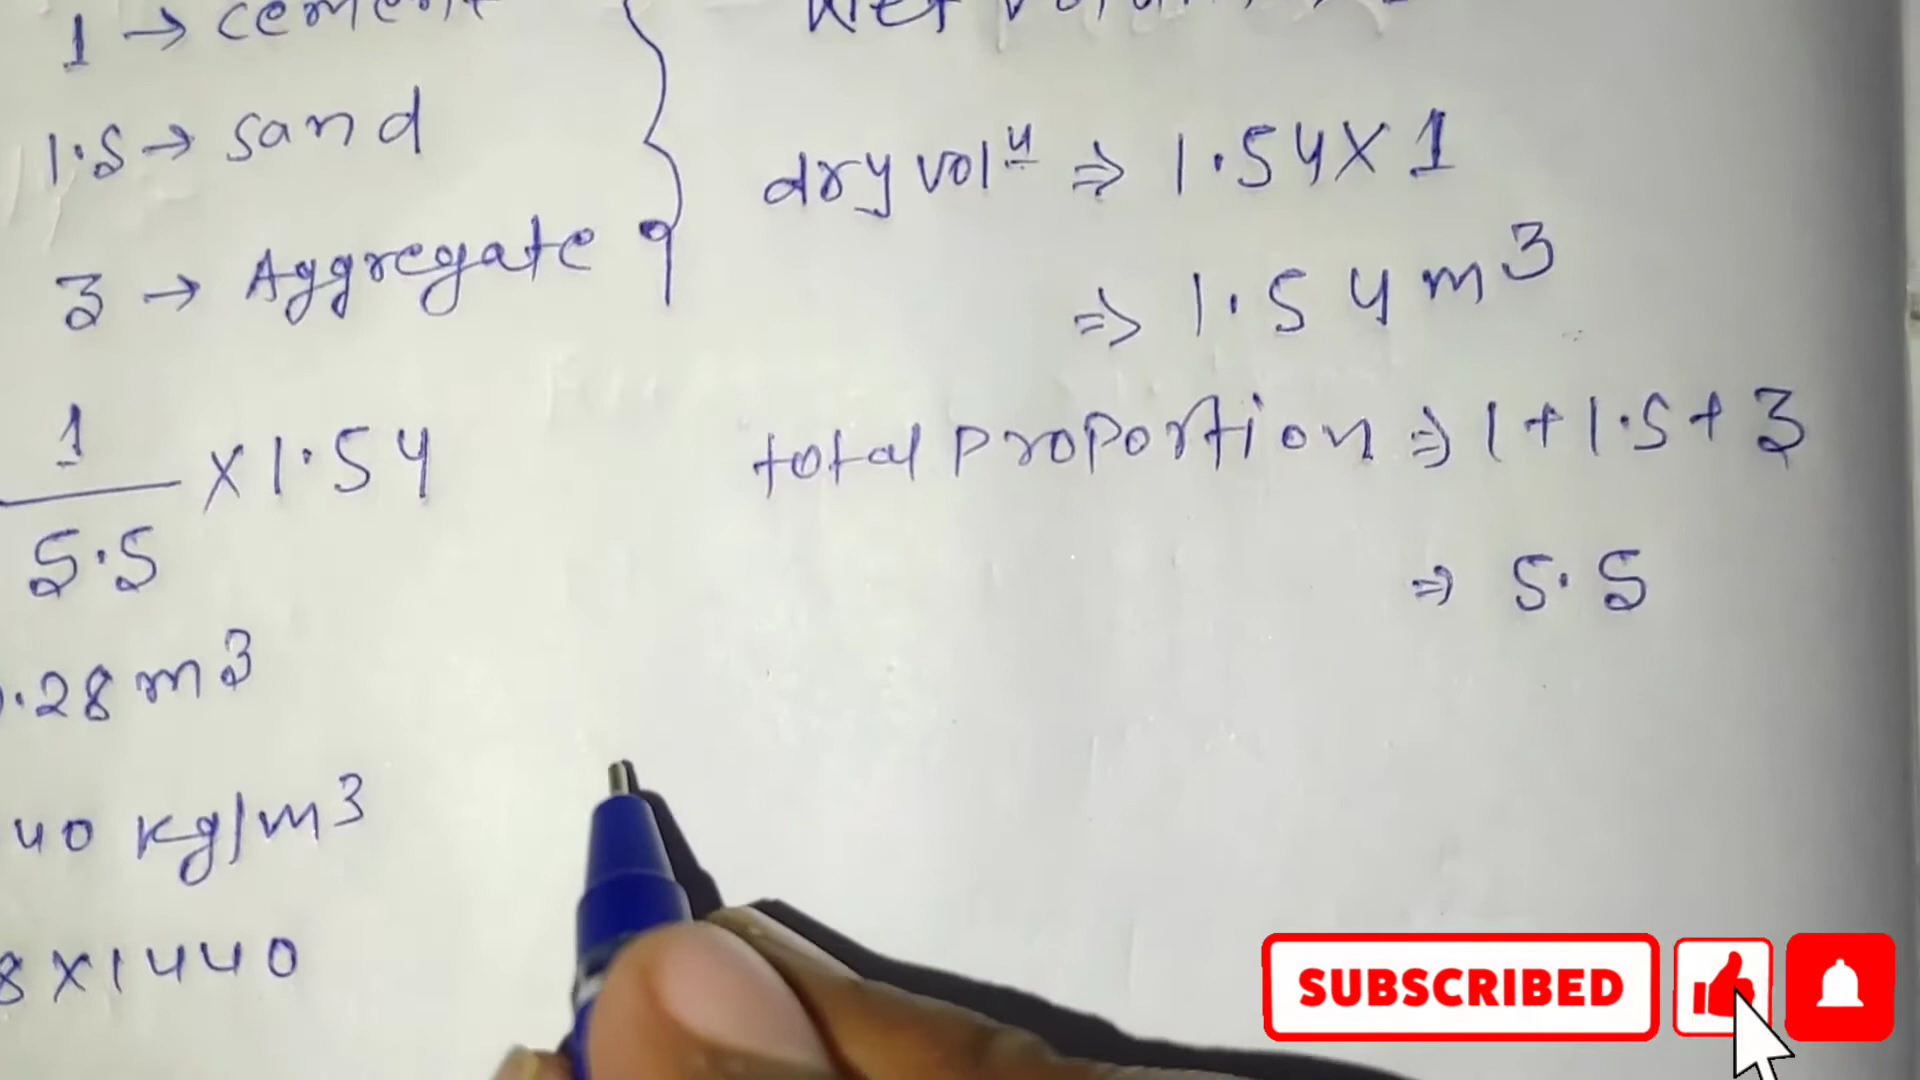 1 → cement
1.5 → sand
3 → Aggregate
dry volu ⇒ 1.54 X 1
⇒ 1.54 m3
total proportion ⇒ 1 + 1.5 + 3
⇒ 5.5
1
5.5
X 1.54
.28 m3
40 kg/m3
8 X 1440
SUBSCRIBED